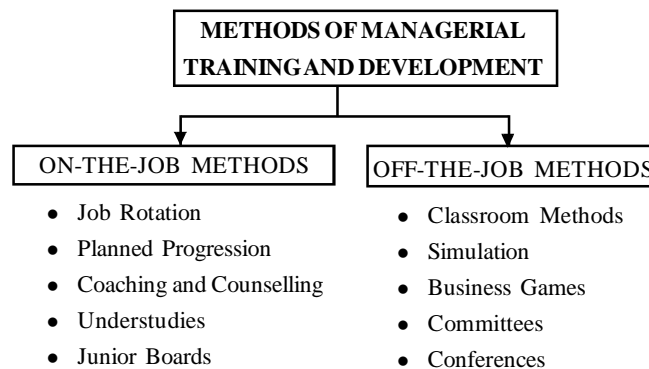 METHODS OF MANAGERIAL
TRAINING AND DEVELOPMENT
ON-THE-JOB METHODS
• Job Rotation
• Planned Progression
• Coaching and Counselling
• Understudies
• Junior Boards
OFF-THE-JOB METHODS
• Classroom Methods
• Simulation
• Business Games
• Committees
• Conferences